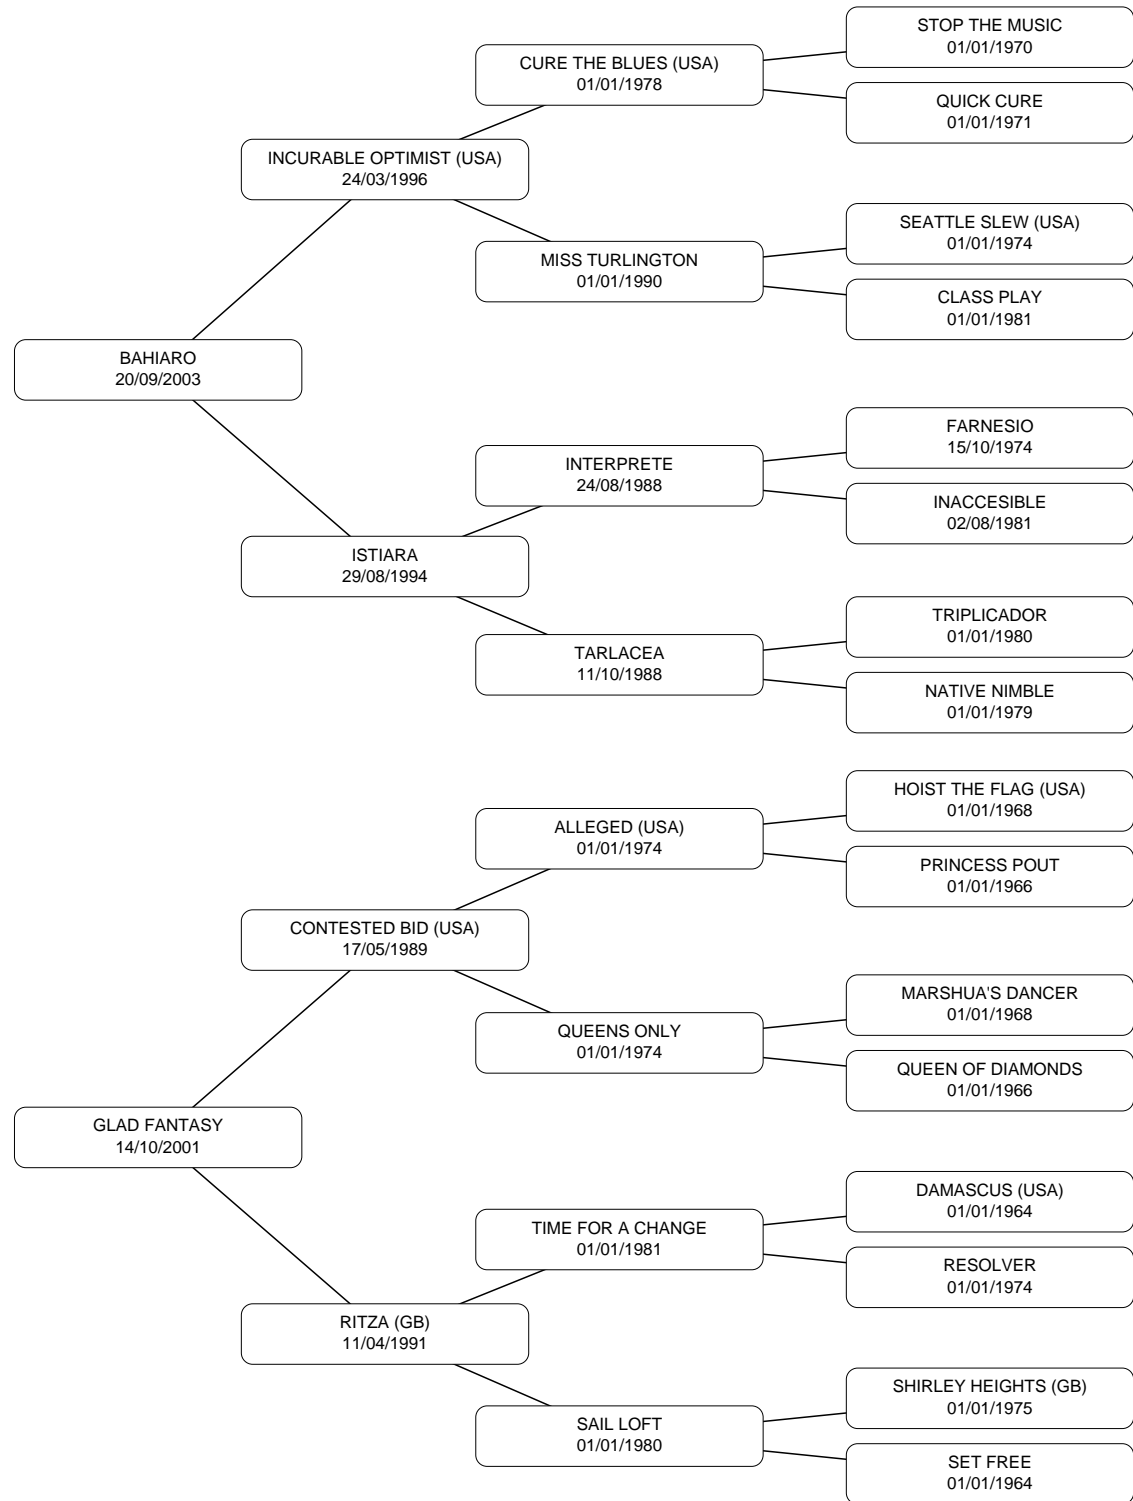 STOP THE MUSIC
01/01/1970
CURE THE BLUES (USA)
01/01/1978
QUICK CURE
01/01/1971
INCURABLE OPTIMIST (USA)
24/03/1996
SEATTLE SLEW (USA)
01/01/1974
MISS TURLINGTON
01/01/1990
CLASS PLAY
01/01/1981
BAHIARO
20/09/2003
FARNESIO
15/10/1974
INTERPRETE
24/08/1988
INACCESIBLE
02/08/1981
ISTIARA
29/08/1994
TRIPLICADOR
01/01/1980
TARLACEA
11/10/1988
NATIVE NIMBLE
01/01/1979
HOIST THE FLAG (USA)
01/01/1968
ALLEGED (USA)
01/01/1974
PRINCESS POUT
01/01/1966
CONTESTED BID (USA)
17/05/1989
MARSHUA'S DANCER
01/01/1968
QUEENS ONLY
01/01/1974
QUEEN OF DIAMONDS
01/01/1966
GLAD FANTASY
14/10/2001
DAMASCUS (USA)
01/01/1964
TIME FOR A CHANGE
01/01/1981
RESOLVER
01/01/1974
RITZA (GB)
11/04/1991
SHIRLEY HEIGHTS (GB)
01/01/1975
SAIL LOFT
01/01/1980
SET FREE
01/01/1964